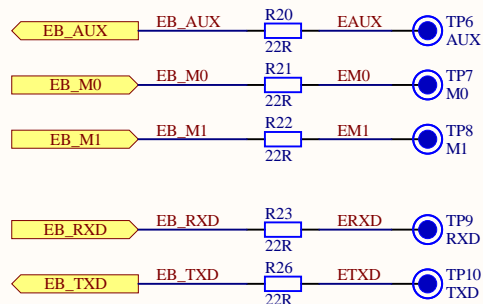 EB_AUX EB_AUX R20 22R EAUX TP6 AUX
EB_M0 EB_M0 R21 22R EM0 TP7 M0
EB_M1 EB_M1 R22 22R EM1 TP8 M1
EB_RXD EB_RXD R23 22R ERXD TP9 RXD
EB_TXD EB_TXD R26 22R ETXD TP10 TXD